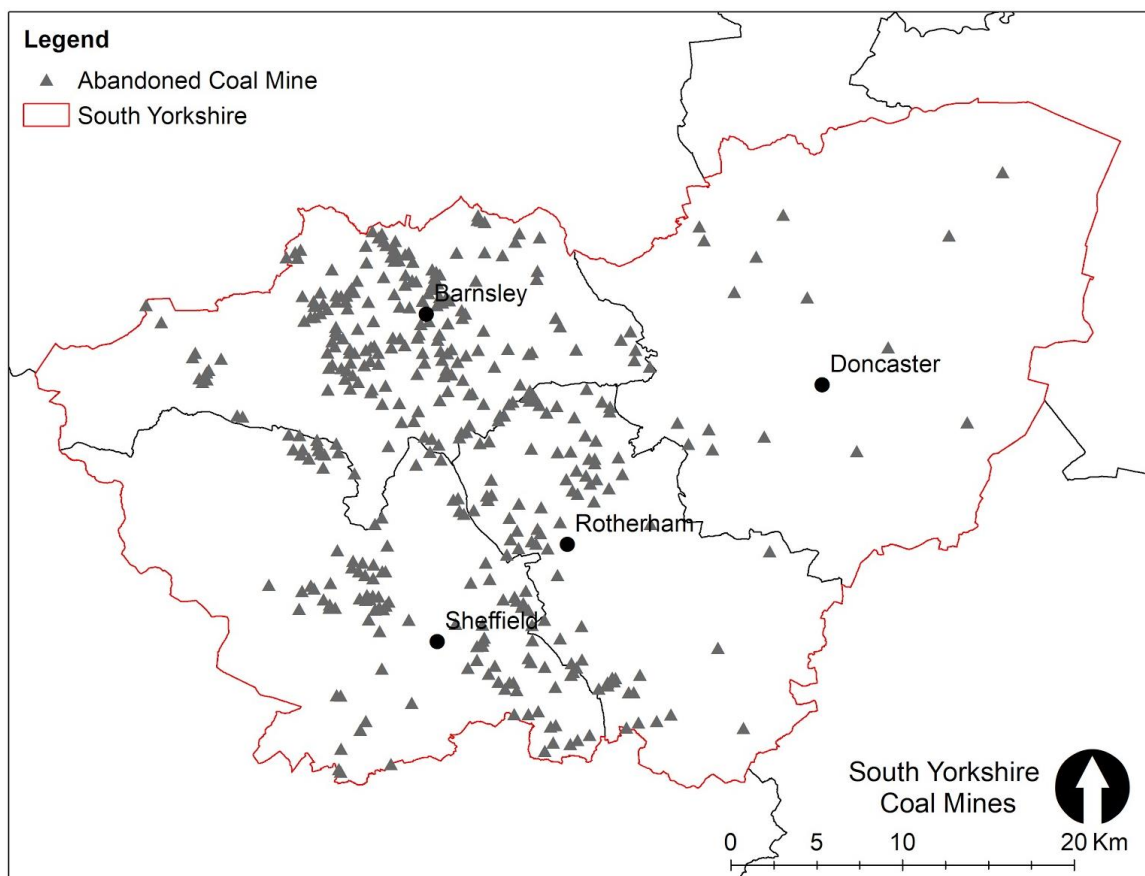 Legend
Abandoned Coal Mine
South Yorkshire
Barnsley
Doncaster
Rotherham
Sheffield
South Yorkshire
Coal Mines
0 5 10 20 Km